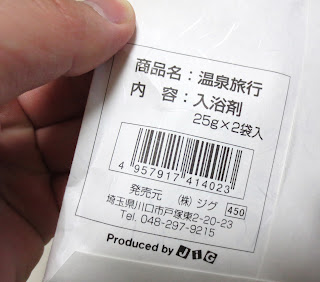 商品名：温泉旅行
内　容：入浴剤
25g×2袋入
4 957917 414023
発売元　(株)ジグ　450
埼玉県川口市戸塚東2-20-23
Tel. 048-297-9215
Produced by JIG